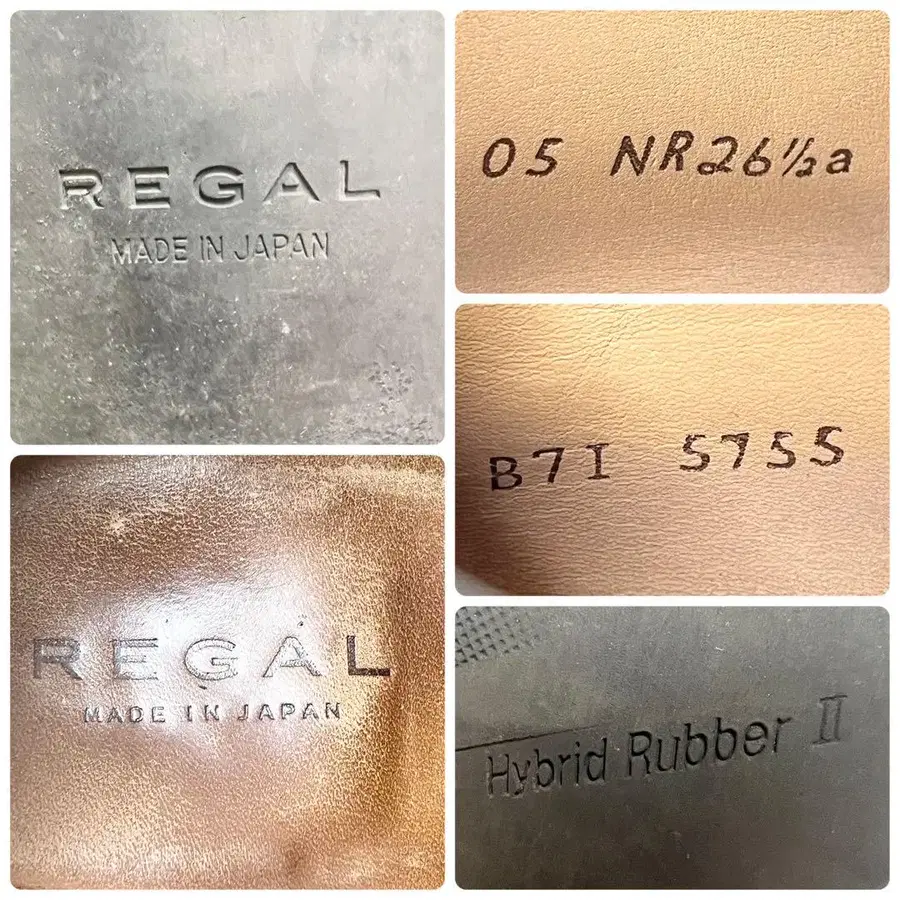 REGAL
MADE IN JAPAN
05 NR26½a
B7I 5755
REGAL
MADE IN JAPAN
Hybrid Rubber II